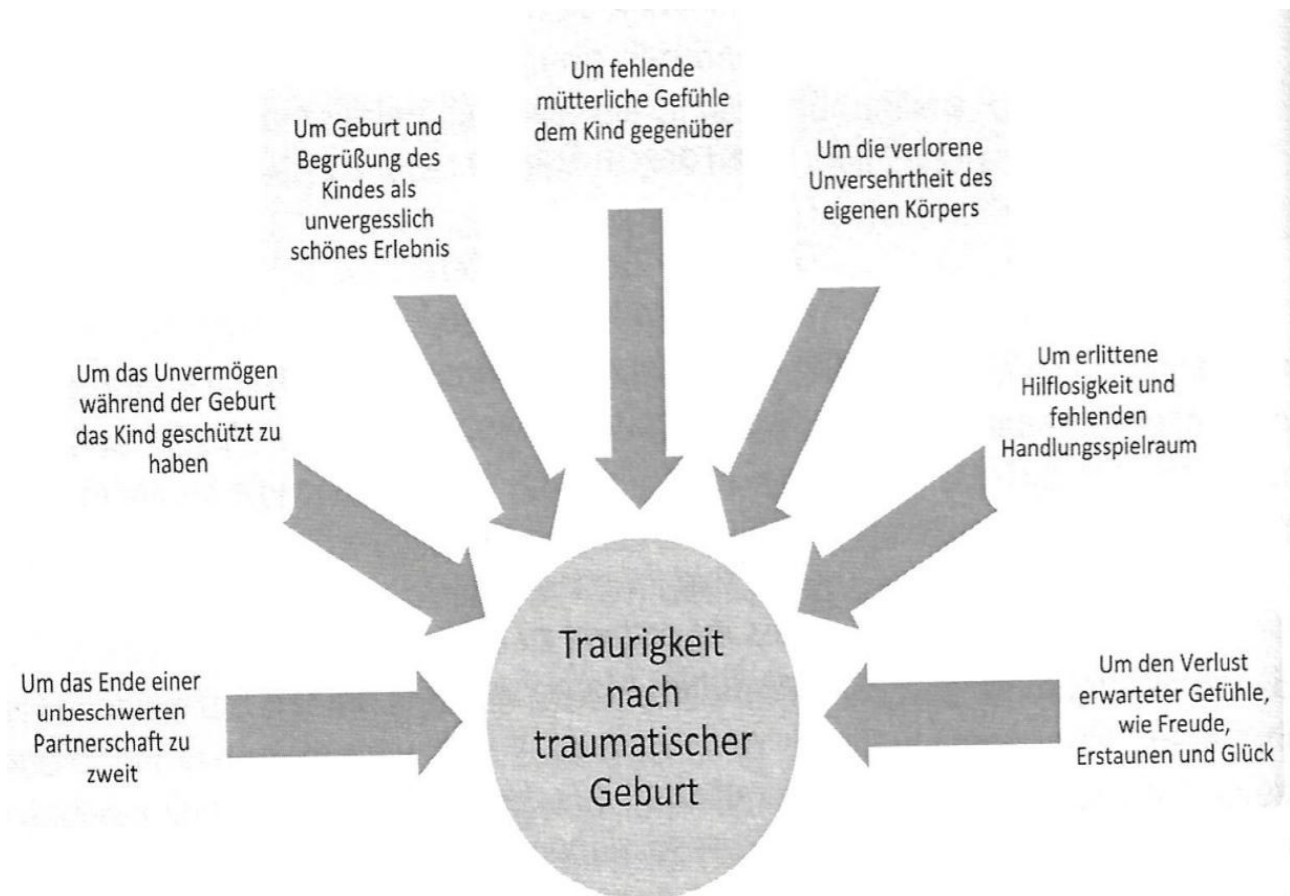 Um fehlende
mütterliche Gefühle
dem Kind gegenüber
Um Geburt und
Begrüßung des
Kindes als
unvergesslich
schönes Erlebnis
Um die verlorene
Unversehrtheit des
eigenen Körpers
Um das Unvermögen
während der Geburt
das Kind geschützt zu
haben
Um erlittene
Hilflosigkeit und
fehlenden
Handlungsspielraum
Um das Ende einer
unbeschwerten
Partnerschaft zu
zweit
Traurigkeit
nach
traumatischer
Geburt
Um den Verlust
erwarteter Gefühle,
wie Freude,
Erstaunen und Glück